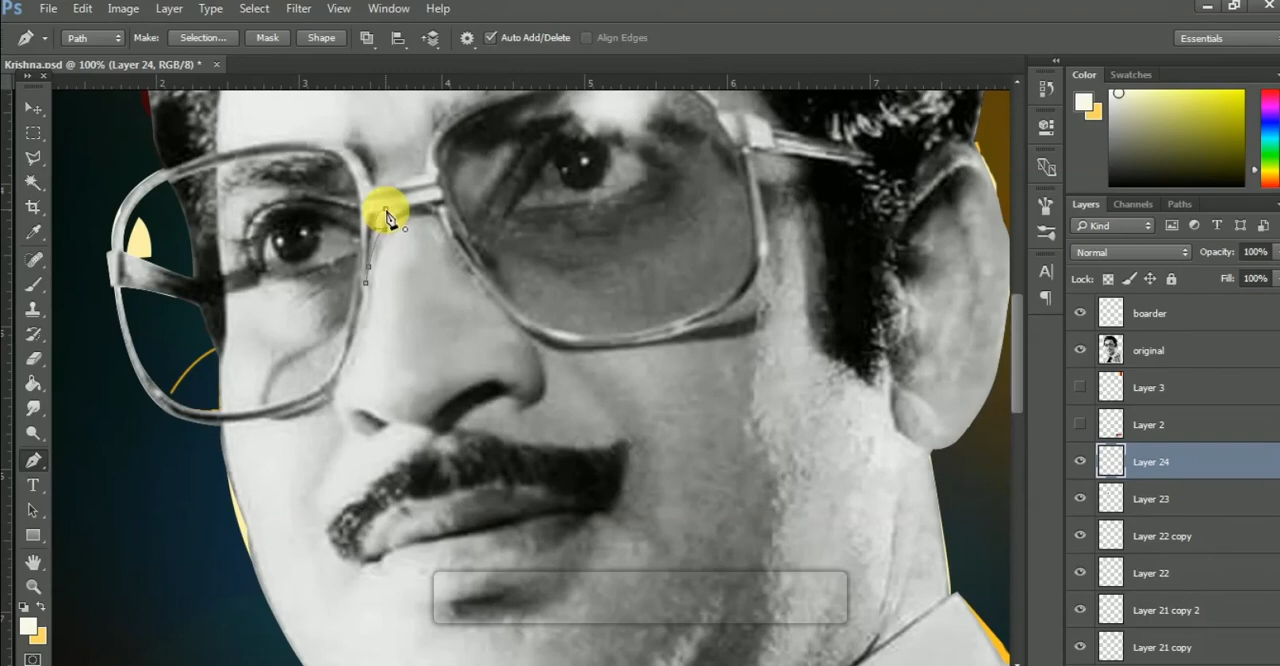 Ps File Edit Image Layer Type Select Filter View Window Help
Path Make: Selection... Mask Shape Auto Add/Delete Align Edges Essentials
Krishna.psd @ 100% (Layer 24, RGB/8) *
2 3 4 5 6 7
Color Swatches
Layers Channels Paths
Kind
Normal Opacity: 100%
Lock: Fill: 100%
boarder
original
Layer 3
Layer 2
Layer 24
Layer 23
Layer 22 copy
Layer 22
Layer 21 copy 2
Layer 21 copy